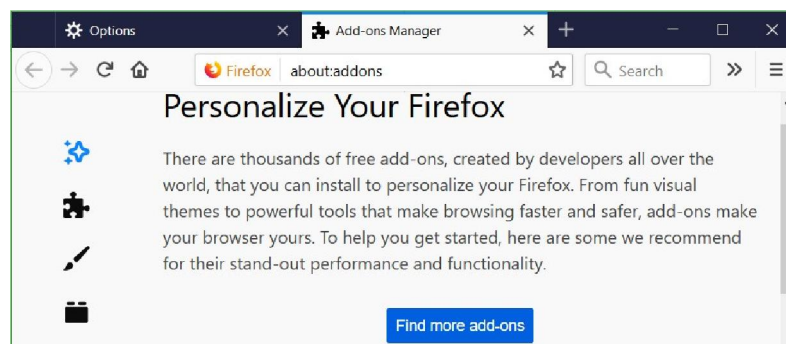 Options
Add-ons Manager
Firefox about:addons Search
Personalize Your Firefox
There are thousands of free add-ons, created by developers all over the
world, that you can install to personalize your Firefox. From fun visual
themes to powerful tools that make browsing faster and safer, add-ons make
your browser yours. To help you get started, here are some we recommend
for their stand-out performance and functionality.
Find more add-ons